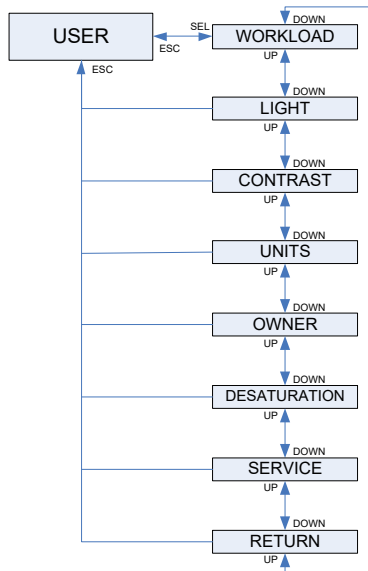 DOWN
USER
SEL
WORKLOAD
ESC
UP
ESC
DOWN
LIGHT
UP
DOWN
CONTRAST
UP
DOWN
UNITS
UP
DOWN
OWNER
UP
DOWN
DESATURATION
UP
DOWN
SERVICE
UP
DOWN
RETURN
UP